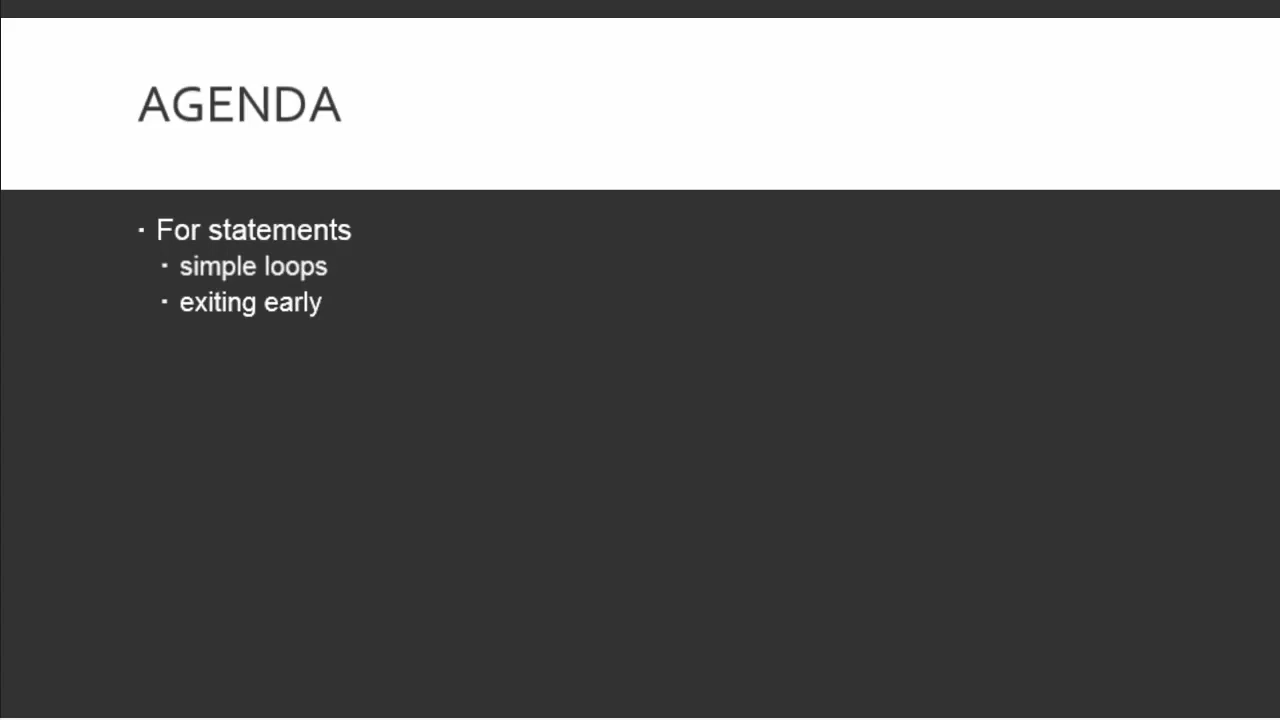 AGENDA
▪ For statements
▪ simple loops
▪ exiting early